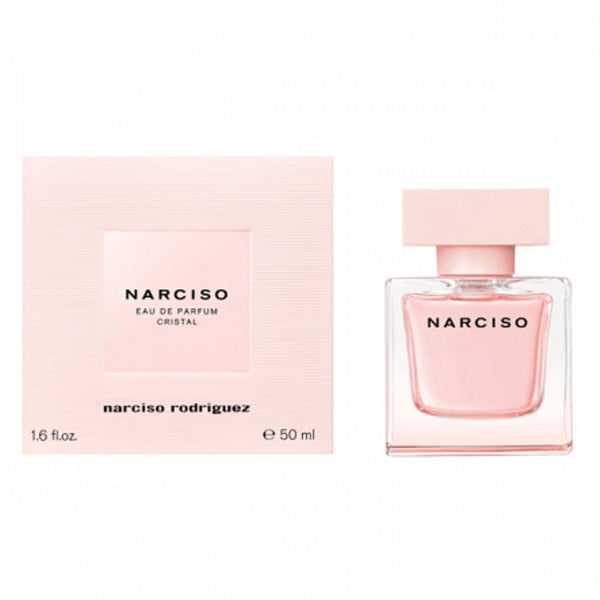 NARCISO
EAU DE PARFUM
CRISTAL
narciso rodriguez
1.6 fl.oz. ℮ 50 ml
NARCISO